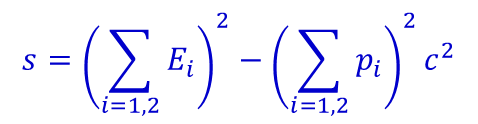 s = (∑_{i=1,2} E_i)^2 − (∑_{i=1,2} p_i)^2 c^2